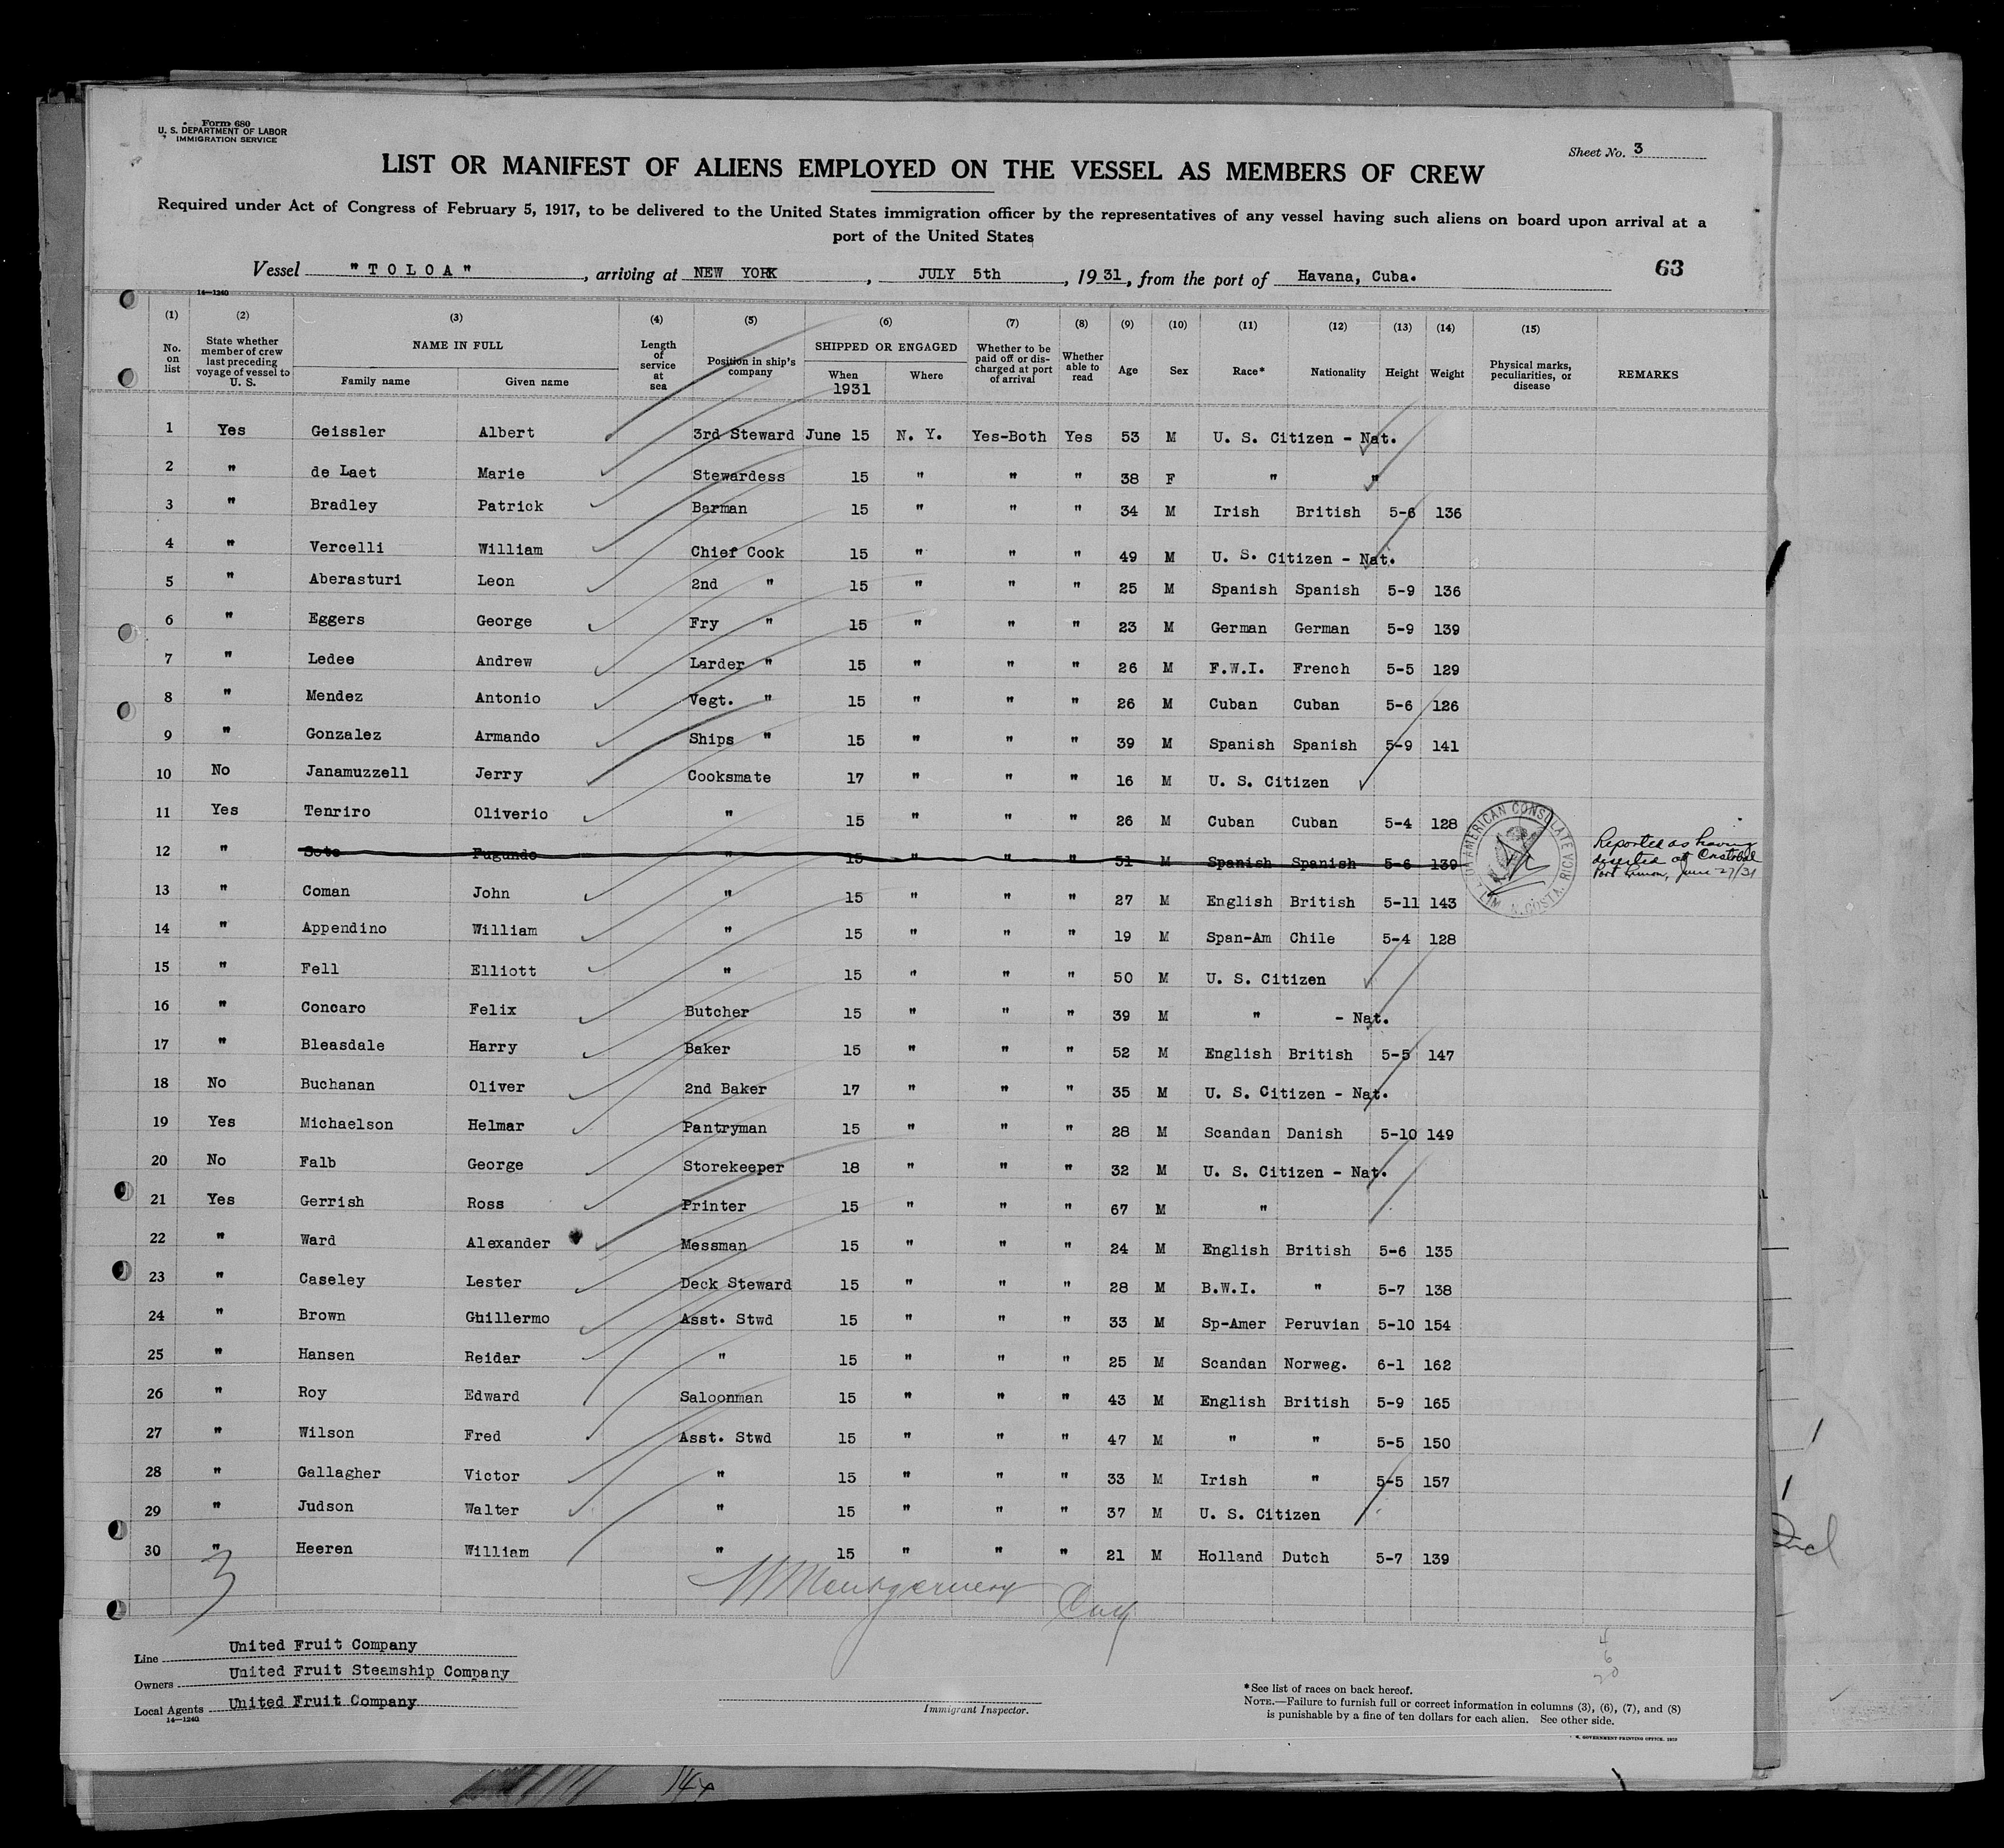 Form 680
U. S. DEPARTMENT OF LABOR
IMMIGRATION SERVICE
Sheet No. 3
LIST OR MANIFEST OF ALIENS EMPLOYED ON THE VESSEL AS MEMBERS OF CREW
Required under Act of Congress of February 5, 1917, to be delivered to the United States immigration officer by the representatives of any vessel having such aliens on board upon arrival at a
port of the United States
Vessel "TOLOA", arriving at NEW YORK, JULY 5th, 1931, from the port of Havana, Cuba.
63
14—1240
(1) (2) (3) (4) (5) (6) (7) (8) (9) (10) (11) (12) (13) (14) (15)
No. on list State whether member of crew last preceding voyage of vessel to U. S. NAME IN FULL Family name Given name Length of service at sea Position in ship's company SHIPPED OR ENGAGED When 1931 Where Whether to be paid off or discharged at port of arrival Whether able to read Age Sex Race* Nationality Height Weight Physical marks, peculiarities, or disease REMARKS
1 Yes Geissler Albert 3rd Steward June 15 N. Y. Yes-Both Yes 53 M U. S. Citizen - Nat.
2 " de Laet Marie Stewardess 15 " " " 38 F " "
3 " Bradley Patrick Barman 15 " " " 34 M Irish British 5-6 136
4 " Vercelli William Chief Cook 15 " " " 49 M U. S. Citizen - Nat.
5 " Aberasturi Leon 2nd " 15 " " " 25 M Spanish Spanish 5-9 136
6 " Eggers George Fry " 15 " " " 23 M German German 5-9 139
7 " Ledee Andrew Larder " 15 " " " 26 M F.W.I. French 5-5 129
8 " Mendez Antonio Vegt. " 15 " " " 26 M Cuban Cuban 5-6 126
9 " Gonzalez Armando Ships " 15 " " " 39 M Spanish Spanish 5-9 141
10 No Janamuzzell Jerry Cooksmate 17 " " " 16 M U. S. Citizen
11 Yes Tenriro Oliverio " 15 " " " 26 M Cuban Cuban 5-4 128
12 " Soto Fugundo " 15 " " " 51 M Spanish Spanish 5-6 139 AMERICAN CONSULATE COSTA RICA Reported as having deserted at Cristobal Port Limon, June 27/31
13 " Coman John " 15 " " " 27 M English British 5-11 143
14 " Appendino William " 15 " " " 19 M Span-Am Chile 5-4 128
15 " Fell Elliott " 15 " " " 50 M U. S. Citizen
16 " Concaro Felix Butcher 15 " " " 39 M " - Nat.
17 " Bleasdale Harry Baker 15 " " " 52 M English British 5-5 147
18 No Buchanan Oliver 2nd Baker 17 " " " 35 M U. S. Citizen - Nat.
19 Yes Michaelson Helmar Pantryman 15 " " " 28 M Scandan Danish 5-10 149
20 No Falb George Storekeeper 18 " " " 32 M U. S. Citizen - Nat.
21 Yes Gerrish Ross Printer 15 " " " 67 M "
22 " Ward Alexander Messman 15 " " " 24 M English British 5-6 135
23 " Caseley Lester Deck Steward 15 " " " 28 M B.W.I. " 5-7 138
24 " Brown Guillermo Asst. Stwd 15 " " " 33 M Sp-Amer Peruvian 5-10 154
25 " Hansen Reidar " 15 " " " 25 M Scandan Norweg. 6-1 162
26 " Roy Edward Saloonman 15 " " " 43 M English British 5-9 165
27 " Wilson Fred Asst. Stwd 15 " " " 47 M " " 5-5 150
28 " Gallagher Victor " 15 " " " 33 M Irish " 5-5 157
29 " Judson Walter " 15 " " " 37 M U. S. Citizen
30 " Heeren William " 15 " " " 21 M Holland Dutch 5-7 139
3
Montgomery
4
6
20
Line United Fruit Company
Owners United Fruit Steamship Company
Local Agents United Fruit Company
14—1240
Immigrant Inspector.
*See list of races on back hereof.
NOTE.—Failure to furnish full or correct information in columns (3), (6), (7), and (8)
is punishable by a fine of ten dollars for each alien. See other side.
GOVERNMENT PRINTING OFFICE